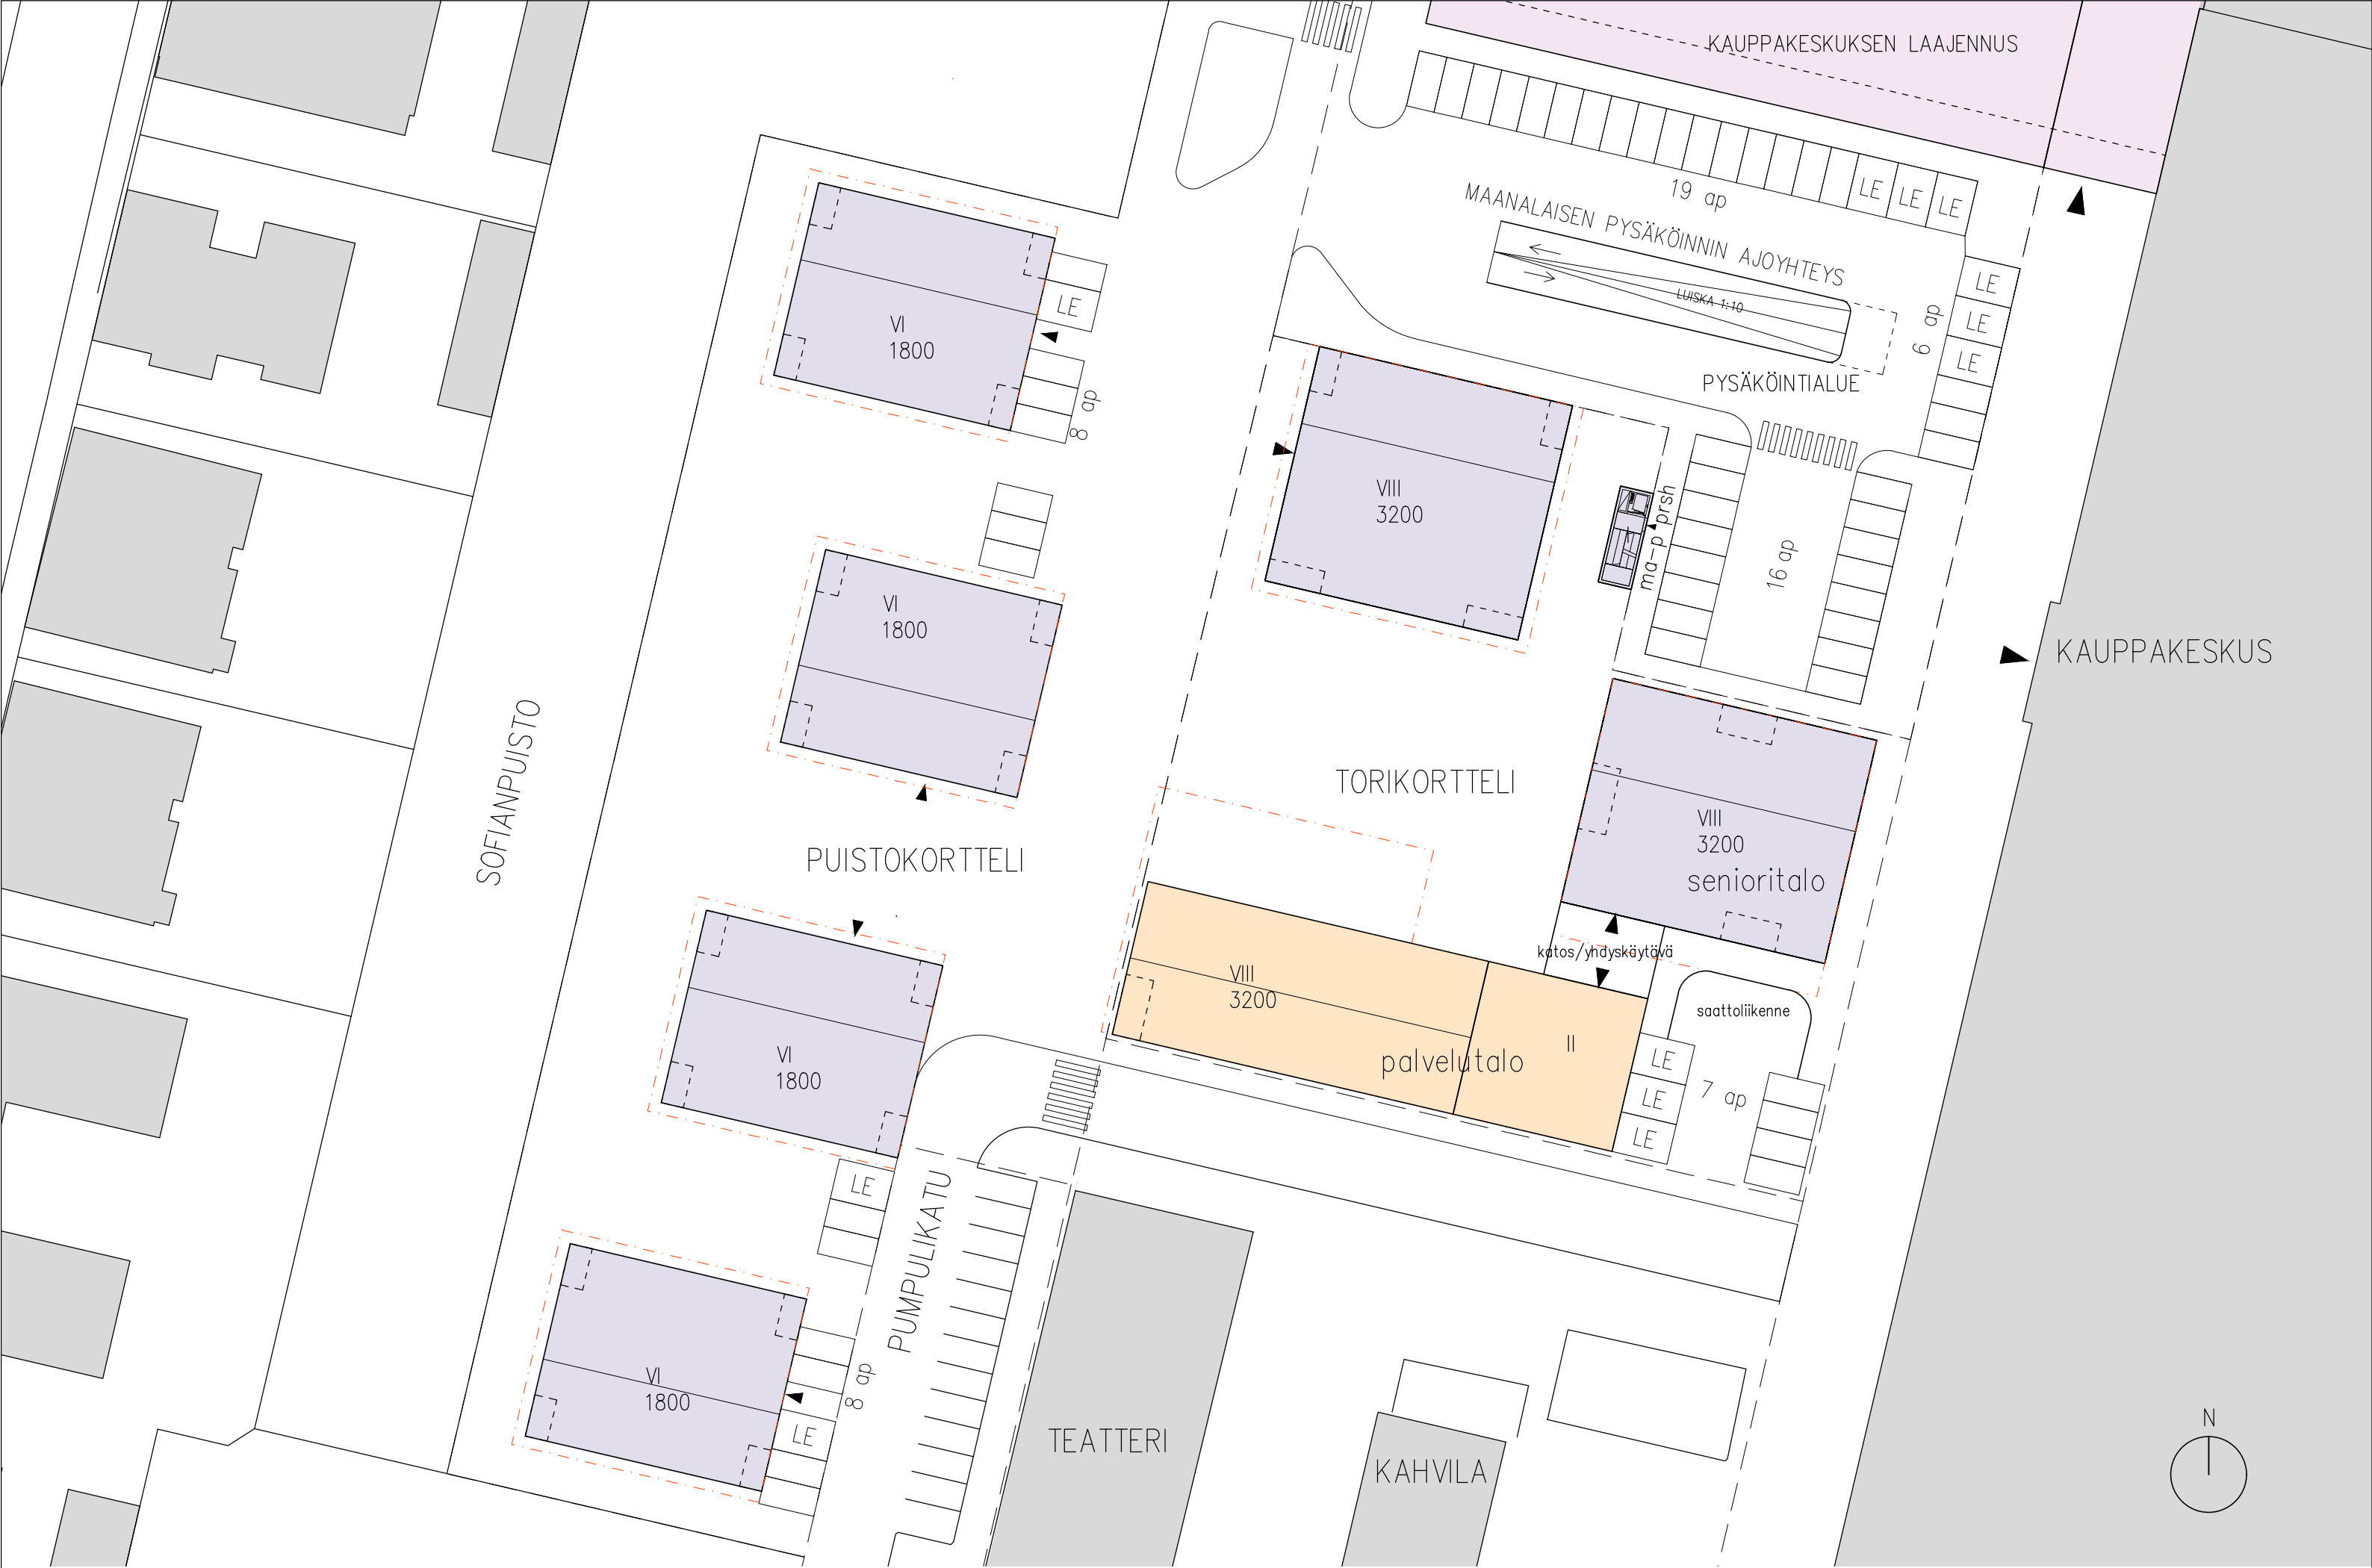 KAUPPAKESKUKSEN LAAJENNUS
19 ap
LE
LE
LE
MAANALAISEN PYSÄKÖINNIN AJOYHTEYS
LUISKA 1:10
LE
LE
LE
6 ap
PYSÄKÖINTIALUE
VI
1800
LE
8 ap
VIII
3200
ma-p prsh
16 ap
VI
1800
KAUPPAKESKUS
SOFIANPUISTO
TORIKORTTELI
PUISTOKORTTELI
VIII
3200
senioritalo
katos/yhdyskäytävä
VIII
3200
palvelutalo
II
saattoliikenne
LE
LE
LE
7 ap
VI
1800
LE
PUMPULIKATU
VI
1800
8 ap
LE
TEATTERI
KAHVILA
N